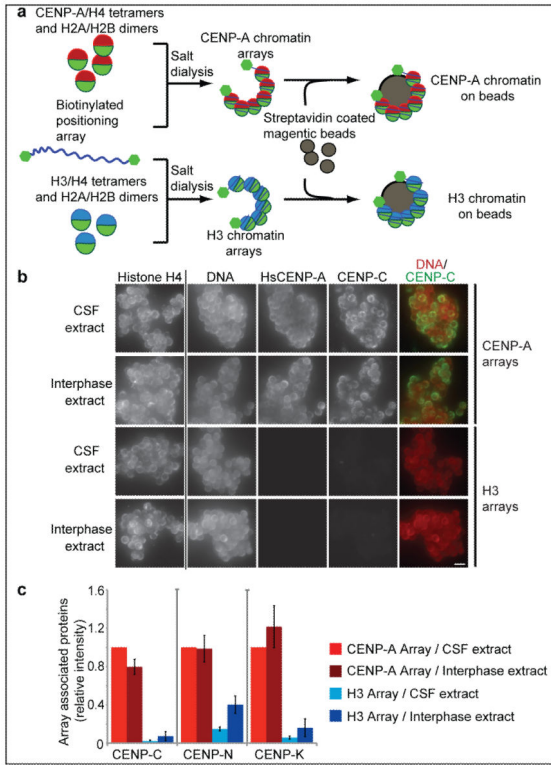 a
CENP-A/H4 tetramers
and H2A/H2B dimers
Biotinylated
positioning
array
Salt
dialysis
CENP-A chromatin
arrays
Streptavidin coated
magentic beads
CENP-A chromatin
on beads
H3/H4 tetramers
and H2A/H2B dimers
Salt
dialysis
H3 chromatin arrays
H3 chromatin
on beads
b
Histone H4 DNA HsCENP-A CENP-C DNA/
CENP-C
CSF
extract
Interphase
extract
CENP-A
arrays
CSF
extract
Interphase
extract
H3
arrays
c
Array associated proteins
(relative intensity)
1.6
1.2
0.8
0.4
0
CENP-C CENP-N CENP-K
CENP-A Array / CSF extract
CENP-A Array / Interphase extract
H3 Array / CSF extract
H3 Array / Interphase extract